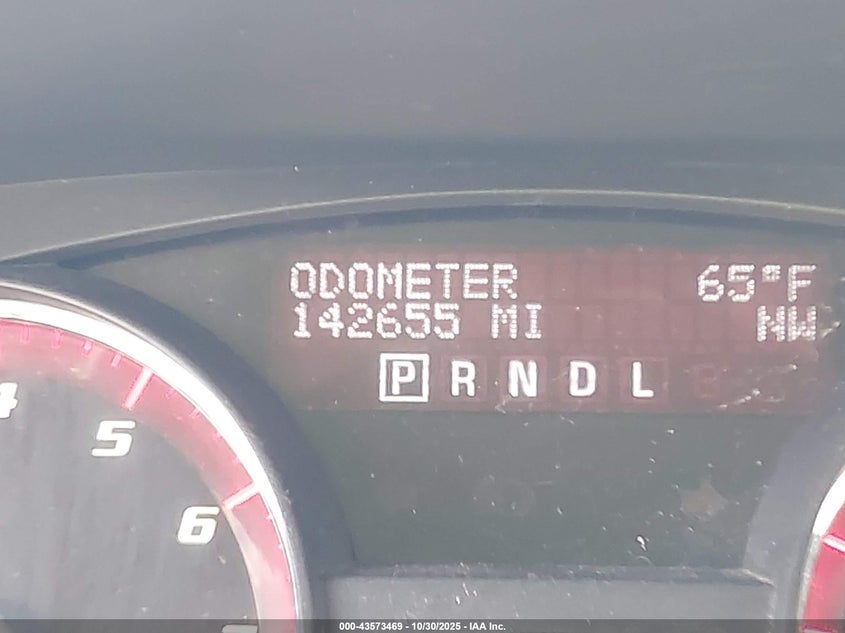 ODOMETER 65°F
142655 MI NW
P R N D L
4
5
6
000-43573469 - 10/30/2025 - IAA Inc.